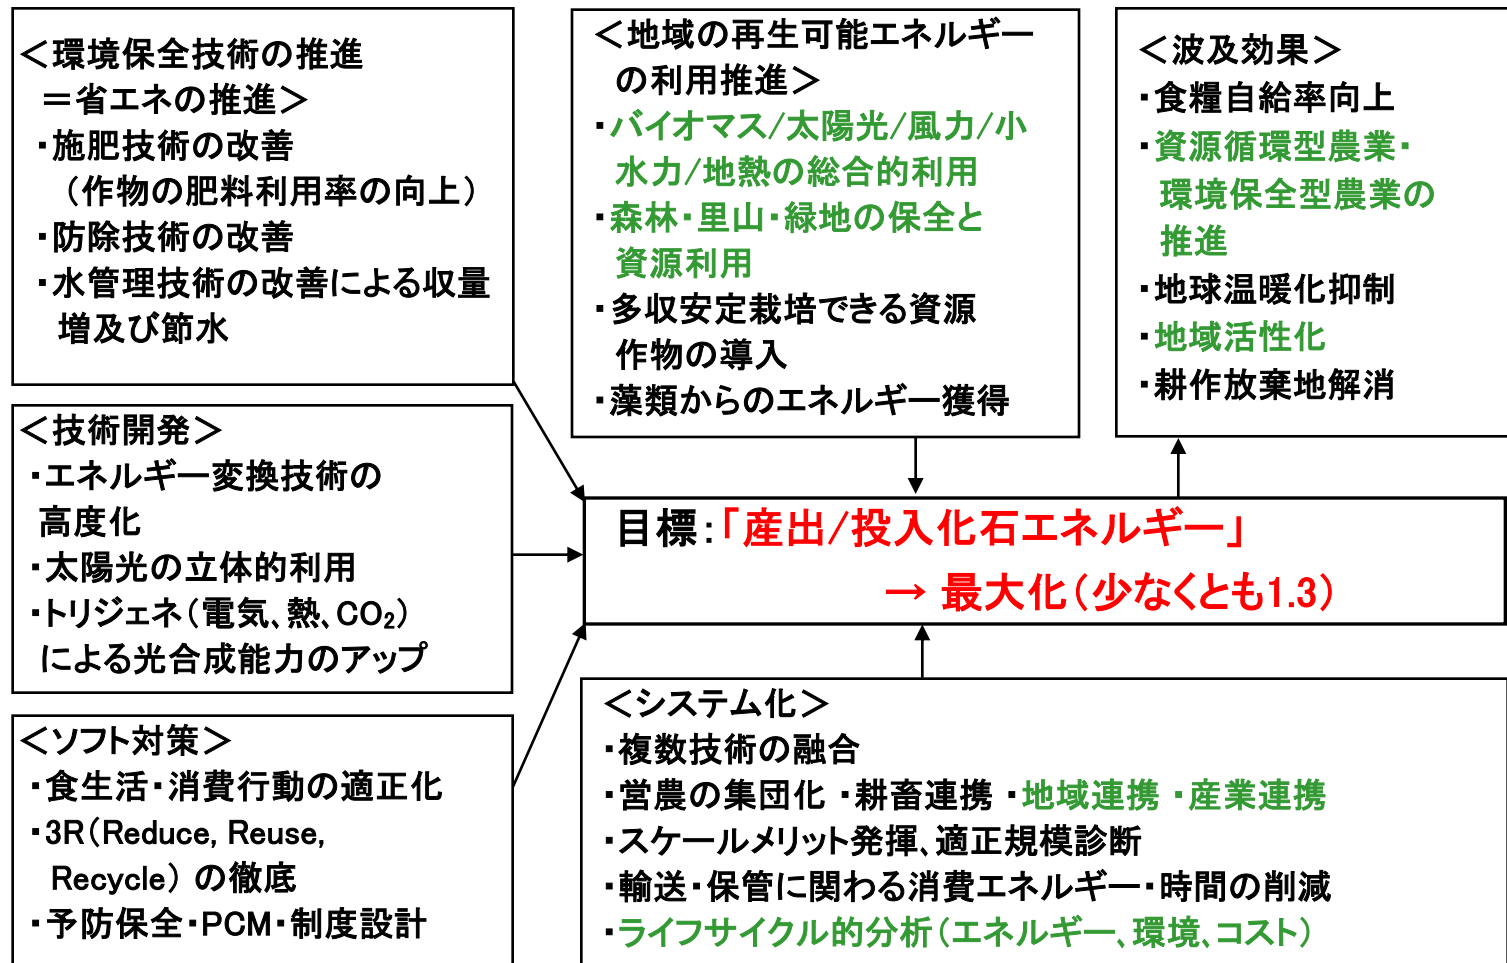 ＜環境保全技術の推進
＝省エネの推進＞
・施肥技術の改善
（作物の肥料利用率の向上）
・防除技術の改善
・水管理技術の改善による収量
増及び節水
＜地域の再生可能エネルギー
の利用推進＞
・バイオマス/太陽光/風力/小
水力/地熱の総合的利用
・森林・里山・緑地の保全と
資源利用
・多収安定栽培できる資源
作物の導入
・藻類からのエネルギー獲得
＜波及効果＞
・食糧自給率向上
・資源循環型農業・
環境保全型農業の
推進
・地球温暖化抑制
・地域活性化
・耕作放棄地解消
＜技術開発＞
・エネルギー変換技術の
高度化
・太陽光の立体的利用
・トリジェネ（電気、熱、CO₂）
による光合成能力のアップ
目標：「産出/投入化石エネルギー」
→ 最大化（少なくとも1.3）
＜ソフト対策＞
・食生活・消費行動の適正化
・3R（Reduce, Reuse,
Recycle）の徹底
・予防保全・PCM・制度設計
＜システム化＞
・複数技術の融合
・営農の集団化 ・耕畜連携 ・地域連携 ・産業連携
・スケールメリット発揮、適正規模診断
・輸送・保管に関わる消費エネルギー・時間の削減
・ライフサイクル的分析（エネルギー、環境、コスト）